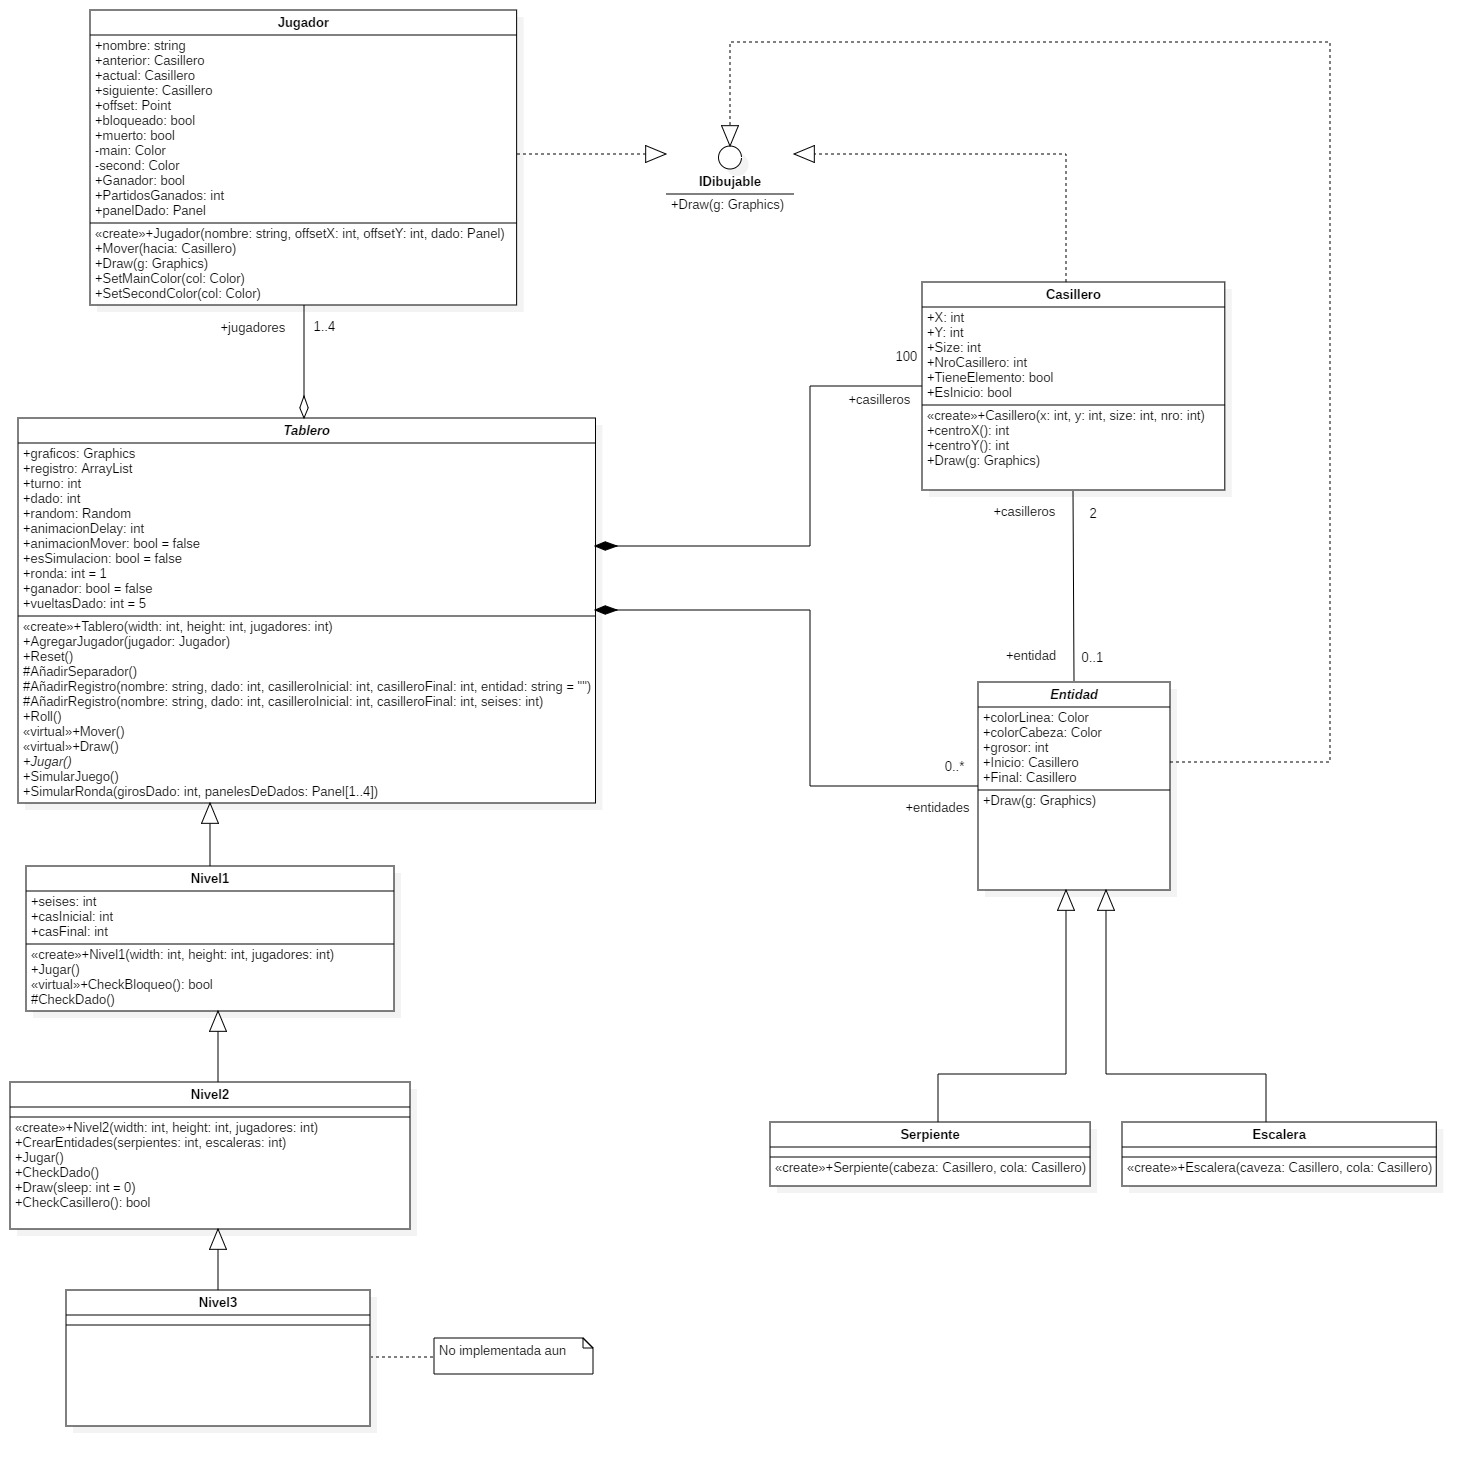 Jugador
+nombre: string
+anterior: Casillero
+actual: Casillero
+siguiente: Casillero
+offset: Point
+bloqueado: bool
+muerto: bool
-main: Color
-second: Color
+Ganador: bool
+PartidosGanados: int
+panelDado: Panel
«create»+Jugador(nombre: string, offsetX: int, offsetY: int, dado: Panel)
+Mover(hacia: Casillero)
+Draw(g: Graphics)
+SetMainColor(col: Color)
+SetSecondColor(col: Color)
IDibujable
+Draw(g: Graphics)
+jugadores
1..4
Casillero
+X: int
+Y: int
+Size: int
+NroCasillero: int
+TieneElemento: bool
+EsInicio: bool
«create»+Casillero(x: int, y: int, size: int, nro: int)
+centroX(): int
+centroY(): int
+Draw(g: Graphics)
100
+casilleros
Tablero
+graficos: Graphics
+registro: ArrayList
+turno: int
+dado: int
+random: Random
+animacionDelay: int
+animacionMover: bool = false
+esSimulacion: bool = false
+ronda: int = 1
+ganador: bool = false
+vueltasDado: int = 5
«create»+Tablero(width: int, height: int, jugadores: int)
+AgregarJugador(jugador: Jugador)
+Reset()
#AñadirSeparador()
#AñadirRegistro(nombre: string, dado: int, casilleroInicial: int, casilleroFinal: int, entidad: string = "")
#AñadirRegistro(nombre: string, dado: int, casilleroInicial: int, casilleroFinal: int, seises: int)
+Roll()
«virtual»+Mover()
«virtual»+Draw()
+Jugar()
+SimularJuego()
+SimularRonda(girosDado: int, panelesDeDados: Panel[1..4])
+casilleros
2
+entidad
0..1
Entidad
+colorLinea: Color
+colorCabeza: Color
+grosor: int
+Inicio: Casillero
+Final: Casillero
+Draw(g: Graphics)
0..*
+entidades
Nivel1
+seises: int
+casInicial: int
+casFinal: int
«create»+Nivel1(width: int, height: int, jugadores: int)
+Jugar()
«virtual»+CheckBloqueo(): bool
#CheckDado()
Nivel2
«create»+Nivel2(width: int, height: int, jugadores: int)
+CrearEntidades(serpientes: int, escaleras: int)
+Jugar()
+CheckDado()
+Draw(sleep: int = 0)
+CheckCasillero(): bool
Serpiente
«create»+Serpiente(cabeza: Casillero, cola: Casillero)
Escalera
«create»+Escalera(caveza: Casillero, cola: Casillero)
Nivel3
No implementada aun